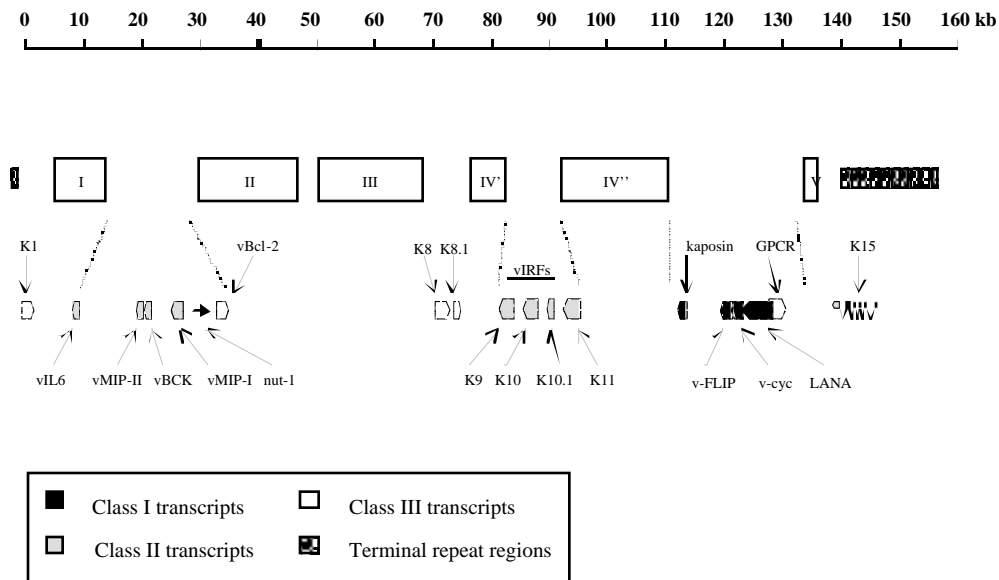 0 10 20 30 40 50 60 70 80 90 100 110 120 130 140 150 160 kb
I II III IV' IV'' V
K1 vBcl-2 K8 K8.1 vIRFs kaposin GPCR K15
vIL6 vMIP-II vBCK vMIP-I nut-1 K9 K10 K10.1 K11 v-FLIP v-cyc LANA
Class I transcripts Class III transcripts
Class II transcripts Terminal repeat regions